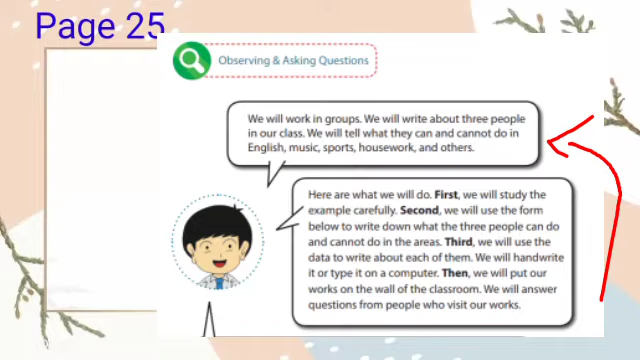 Page 25
Observing & Asking Questions
We will work in groups. We will write about three people
in our class. We will tell what they can and cannot do in
English, music, sports, housework, and others.
Here are what we will do. First, we will study the
example carefully. Second, we will use the form
below to write down what the three people can do
and cannot do in the areas. Third, we will use the
data to write about each of them. We will handwrite
it or type it on a computer. Then, we will put our
works on the wall of the classroom. We will answer
questions from people who visit our works.